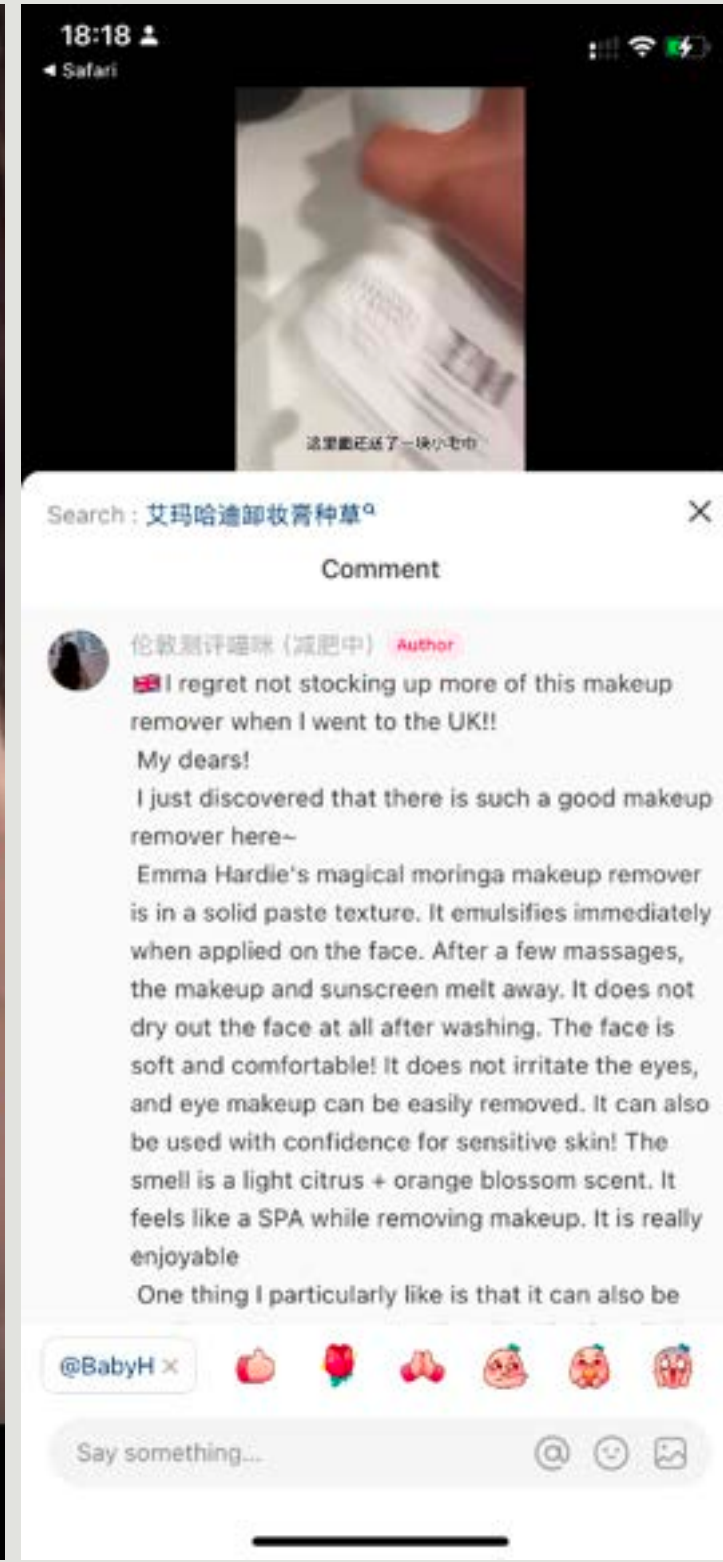 18:18
Safari
EH
这里面还送了一块小毛巾
Search : 艾玛哈迪卸妆膏种草
Comment
伦敦测评喵咪 (减肥中) Author
🇬🇧I regret not stocking up more of this makeup
remover when I went to the UK!!
My dears!
I just discovered that there is such a good makeup
remover here~
Emma Hardie's magical moringa makeup remover
is in a solid paste texture. It emulsifies immediately
when applied on the face. After a few massages,
the makeup and sunscreen melt away. It does not
dry out the face at all after washing. The face is
soft and comfortable! It does not irritate the eyes,
and eye makeup can be easily removed. It can also
be used with confidence for sensitive skin! The
smell is a light citrus + orange blossom scent. It
feels like a SPA while removing makeup. It is really
enjoyable
One thing I particularly like is that it can also be
@BabyH ×
Say something...